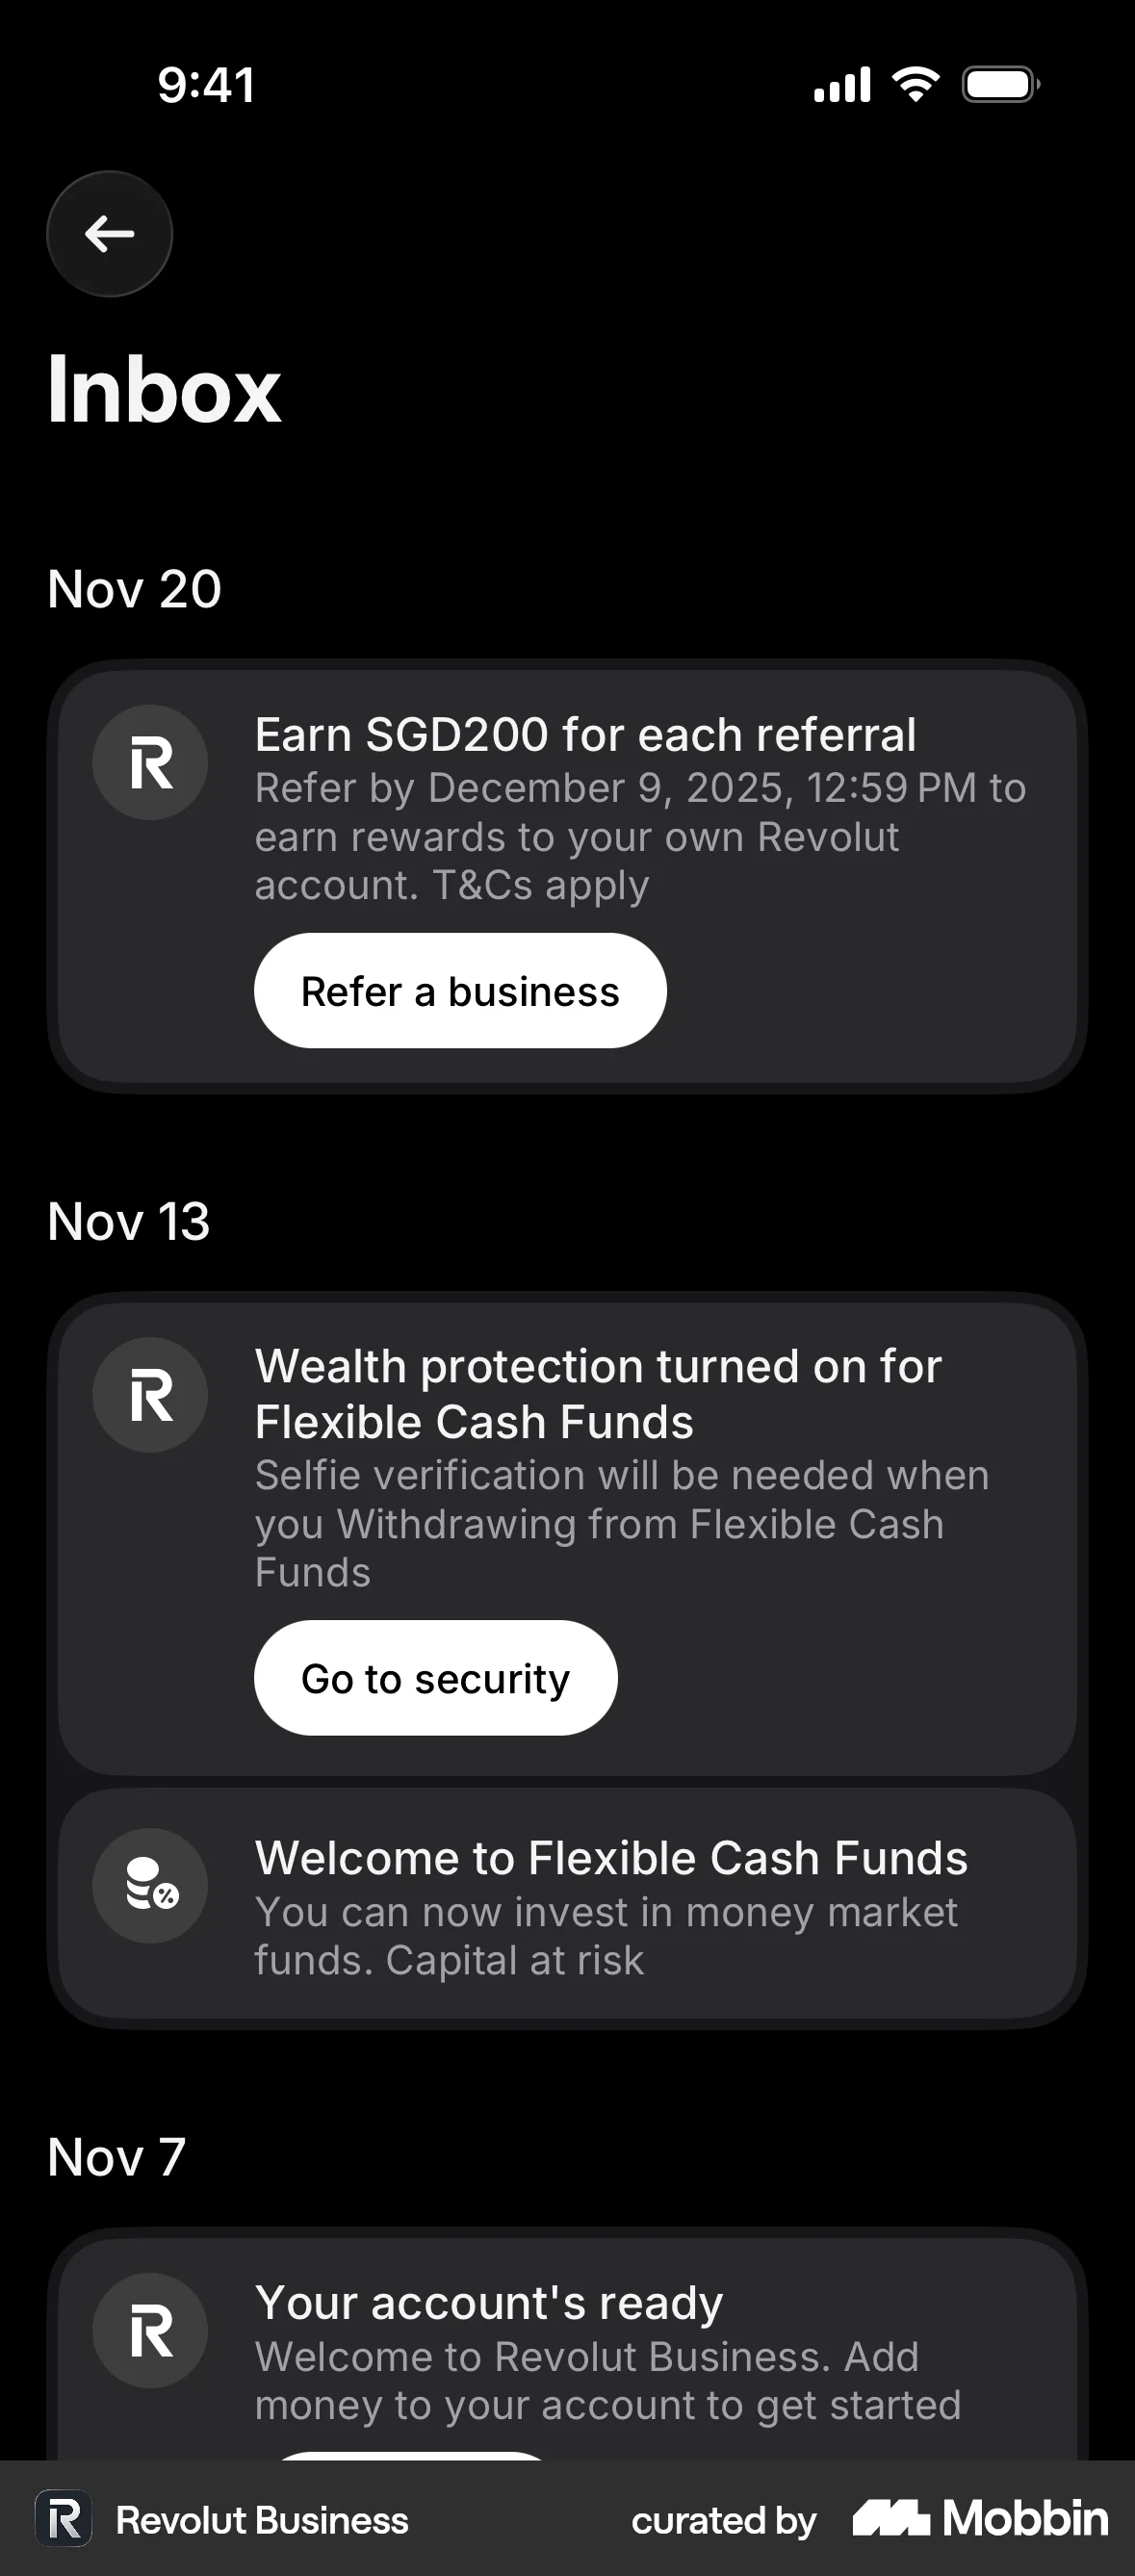 9:41
Inbox
Nov 20
Earn SGD200 for each referral
Refer by December 9, 2025, 12:59 PM to
earn rewards to your own Revolut
account. T&Cs apply
Refer a business
Nov 13
Wealth protection turned on for
Flexible Cash Funds
Selfie verification will be needed when
you Withdrawing from Flexible Cash
Funds
Go to security
Welcome to Flexible Cash Funds
You can now invest in money market
funds. Capital at risk
Nov 7
Your account's ready
Welcome to Revolut Business. Add
money to your account to get started
Revolut Business
curated by Mobbin